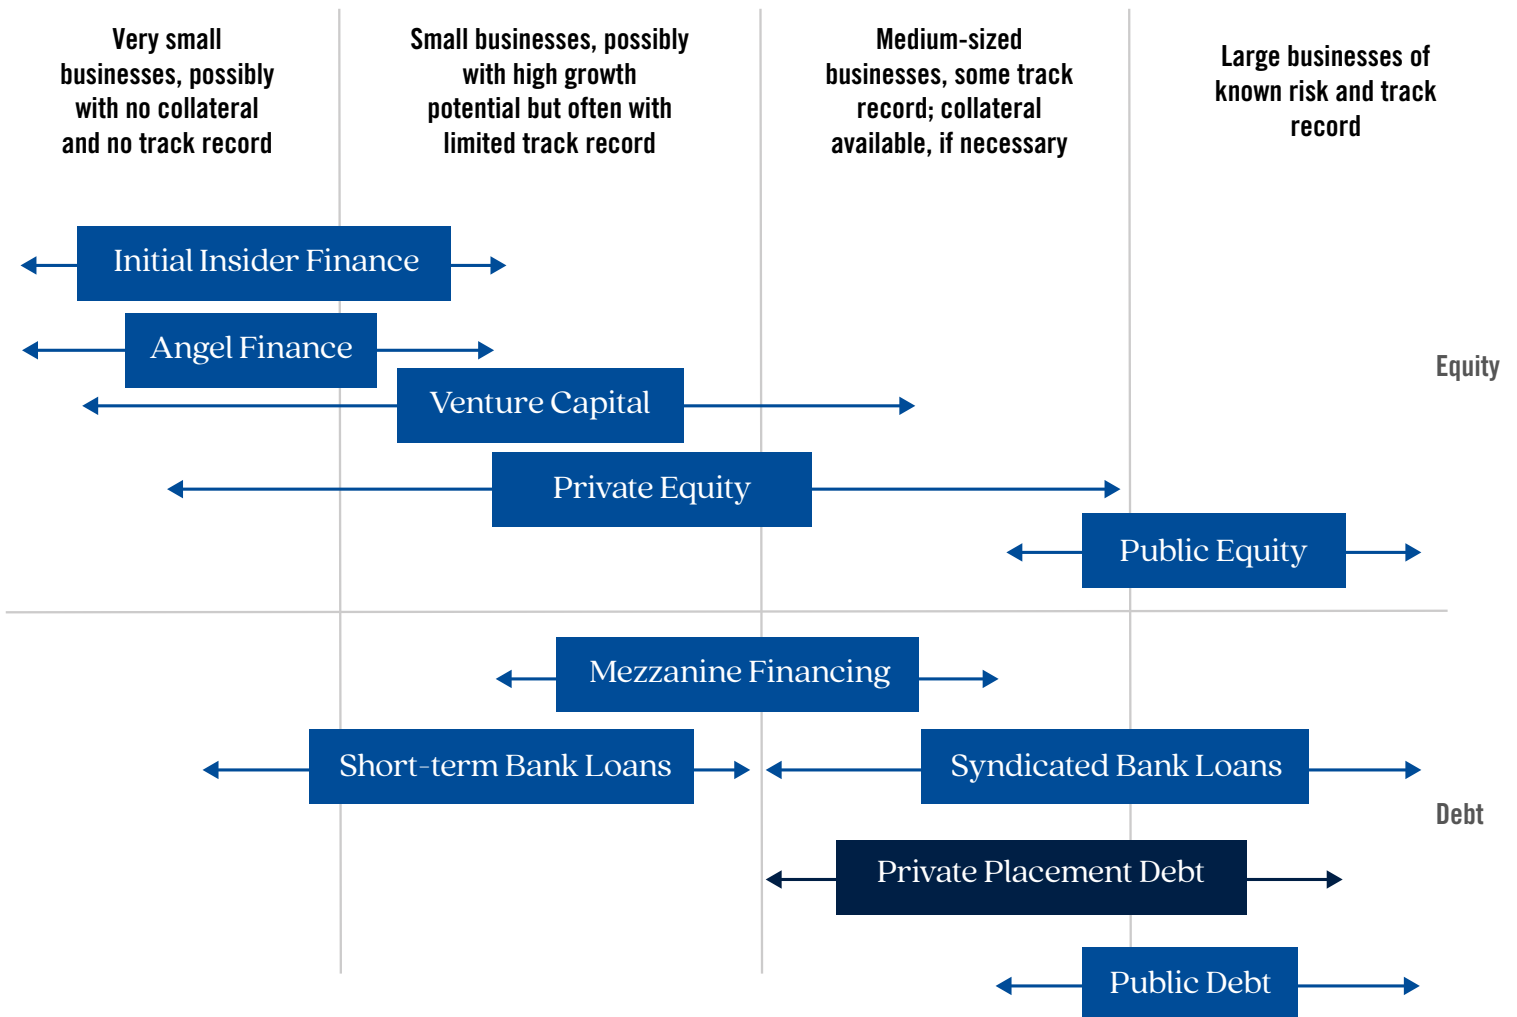 Very small
businesses, possibly
with no collateral
and no track record
Small businesses, possibly
with high growth
potential but often with
limited track record
Medium-sized
businesses, some track
record; collateral
available, if necessary
Large businesses of
known risk and track
record
Initial Insider Finance
Angel Finance
Equity
Venture Capital
Private Equity
Public Equity
Mezzanine Financing
Short-term Bank Loans
Syndicated Bank Loans
Debt
Private Placement Debt
Public Debt